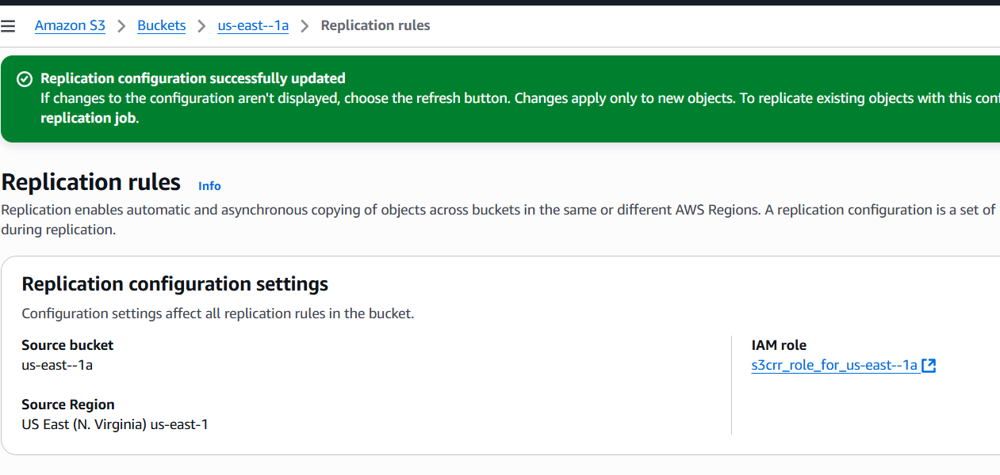 Amazon S3 > Buckets > us-east--1a > Replication rules
Replication configuration successfully updated
If changes to the configuration aren't displayed, choose the refresh button. Changes apply only to new objects. To replicate existing objects with this
replication job.
Replication rules Info
Replication enables automatic and asynchronous copying of objects across buckets in the same or different AWS Regions. A replication configuration is a set of
during replication.
Replication configuration settings
Configuration settings affect all replication rules in the bucket.
Source bucket
us-east--1a
IAM role
s3crr_role_for_us-east--1a
Source Region
US East (N. Virginia) us-east-1